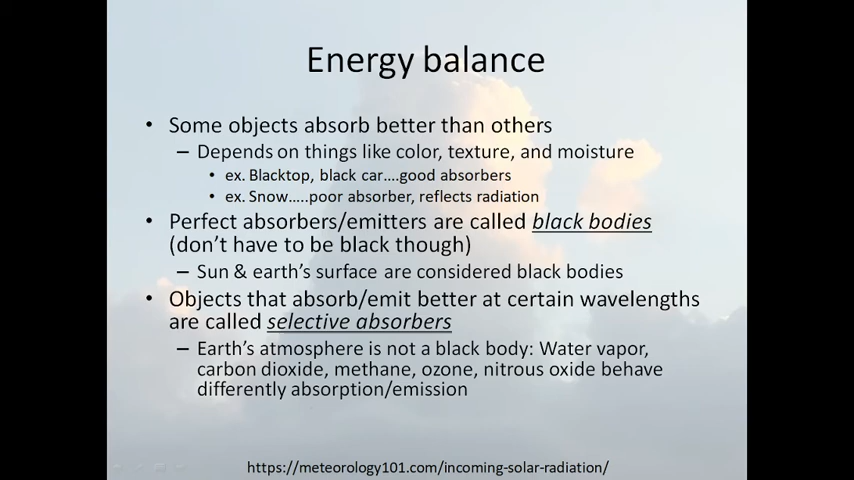 Energy balance
• Some objects absorb better than others
– Depends on things like color, texture, and moisture
• ex. Blacktop, black car....good absorbers
• ex. Snow.....poor absorber, reflects radiation
• Perfect absorbers/emitters are called black bodies
(don't have to be black though)
– Sun & earth's surface are considered black bodies
• Objects that absorb/emit better at certain wavelengths
are called selective absorbers
– Earth's atmosphere is not a black body: Water vapor,
carbon dioxide, methane, ozone, nitrous oxide behave
differently absorption/emission
https://meteorology101.com/incoming-solar-radiation/